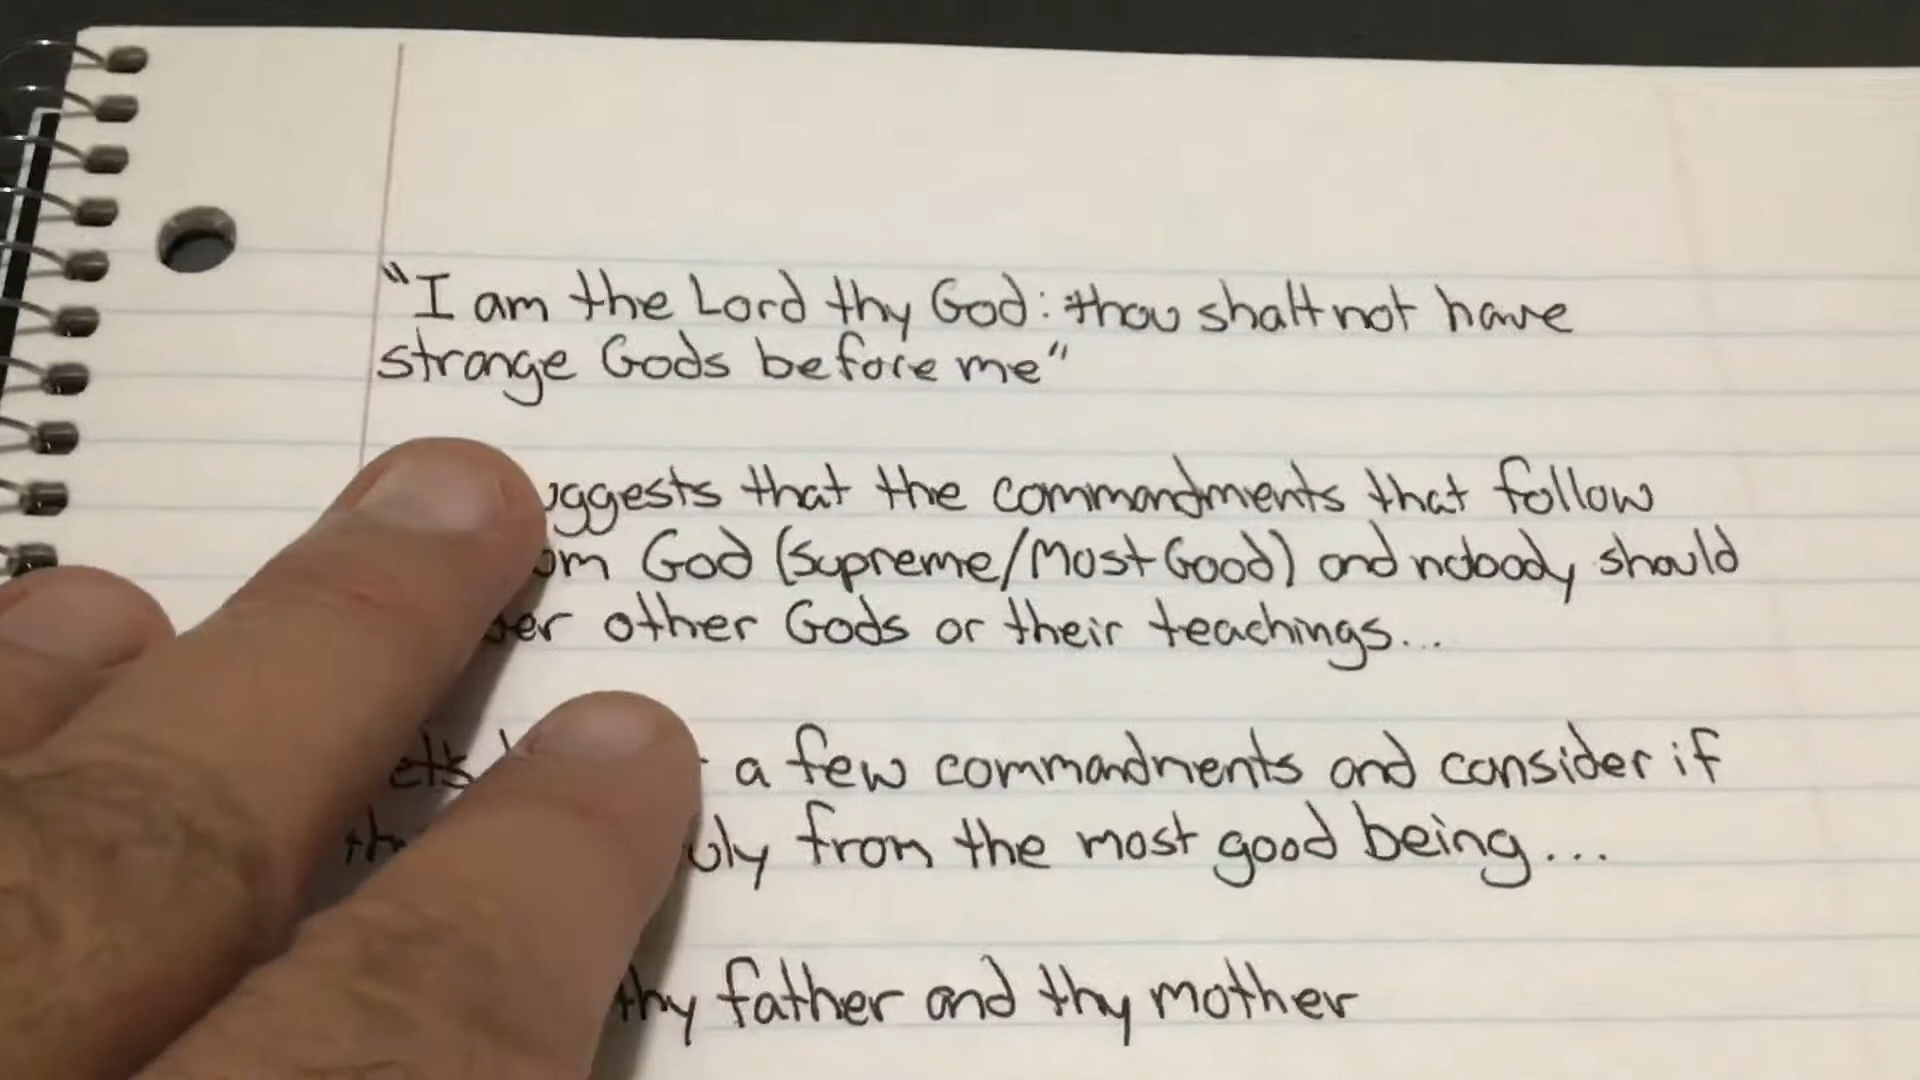 "I am the Lord thy God: thou shalt not have
strange Gods before me"
that the commandments that follow
God (Supreme/Most Good) and nobody should
other Gods or their teachings...
a few commandments and consider if
from the most good being...
thy father and thy mother